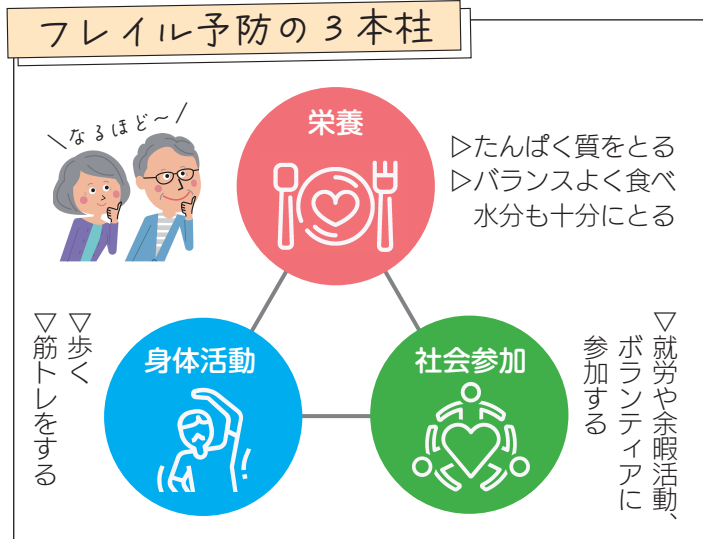 フレイル予防の3本柱
＼なるほど～／
栄養
▷たんぱく質をとる
▷バランスよく食べ
水分も十分にとる
身体活動
▷歩く
▷筋トレをする
社会参加
▷就労や余暇活動、
ボランティアに
参加する